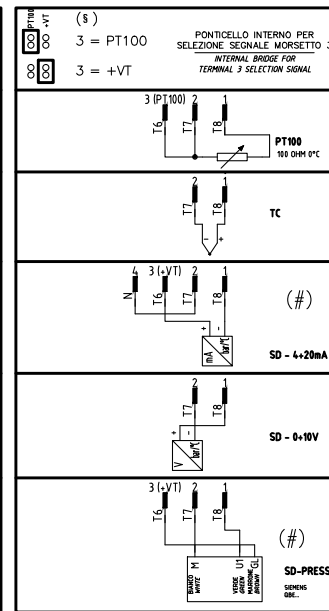 PT100
+VT
(§)
3 = PT100
3 = +VT
PONTICELLO INTERNO PER
SELEZIONE SEGNALE MORSETTO 3
INTERNAL BRIDGE FOR
TERMINAL 3 SELECTION SIGNAL
3 (PT100) 2 1
T6 T7 T8
PT100
100 OHM 0°C
2 1
T7 T8
- +
TC
4 3 (+VT) 2 1
N T6 T7 T8
(#)
+ -
mA bar/°C
SD - 4÷20mA
2 1
T7 T8
+ -
V bar/°C
SD - 0÷10V
3 (+VT) 2 1
T6 T7 T8
(#)
M U1 GL
BIANCO
WHITE
VERDE
GREEN
MARRONE
BROWN
SD-PRESS
SIEMENS
QBE..